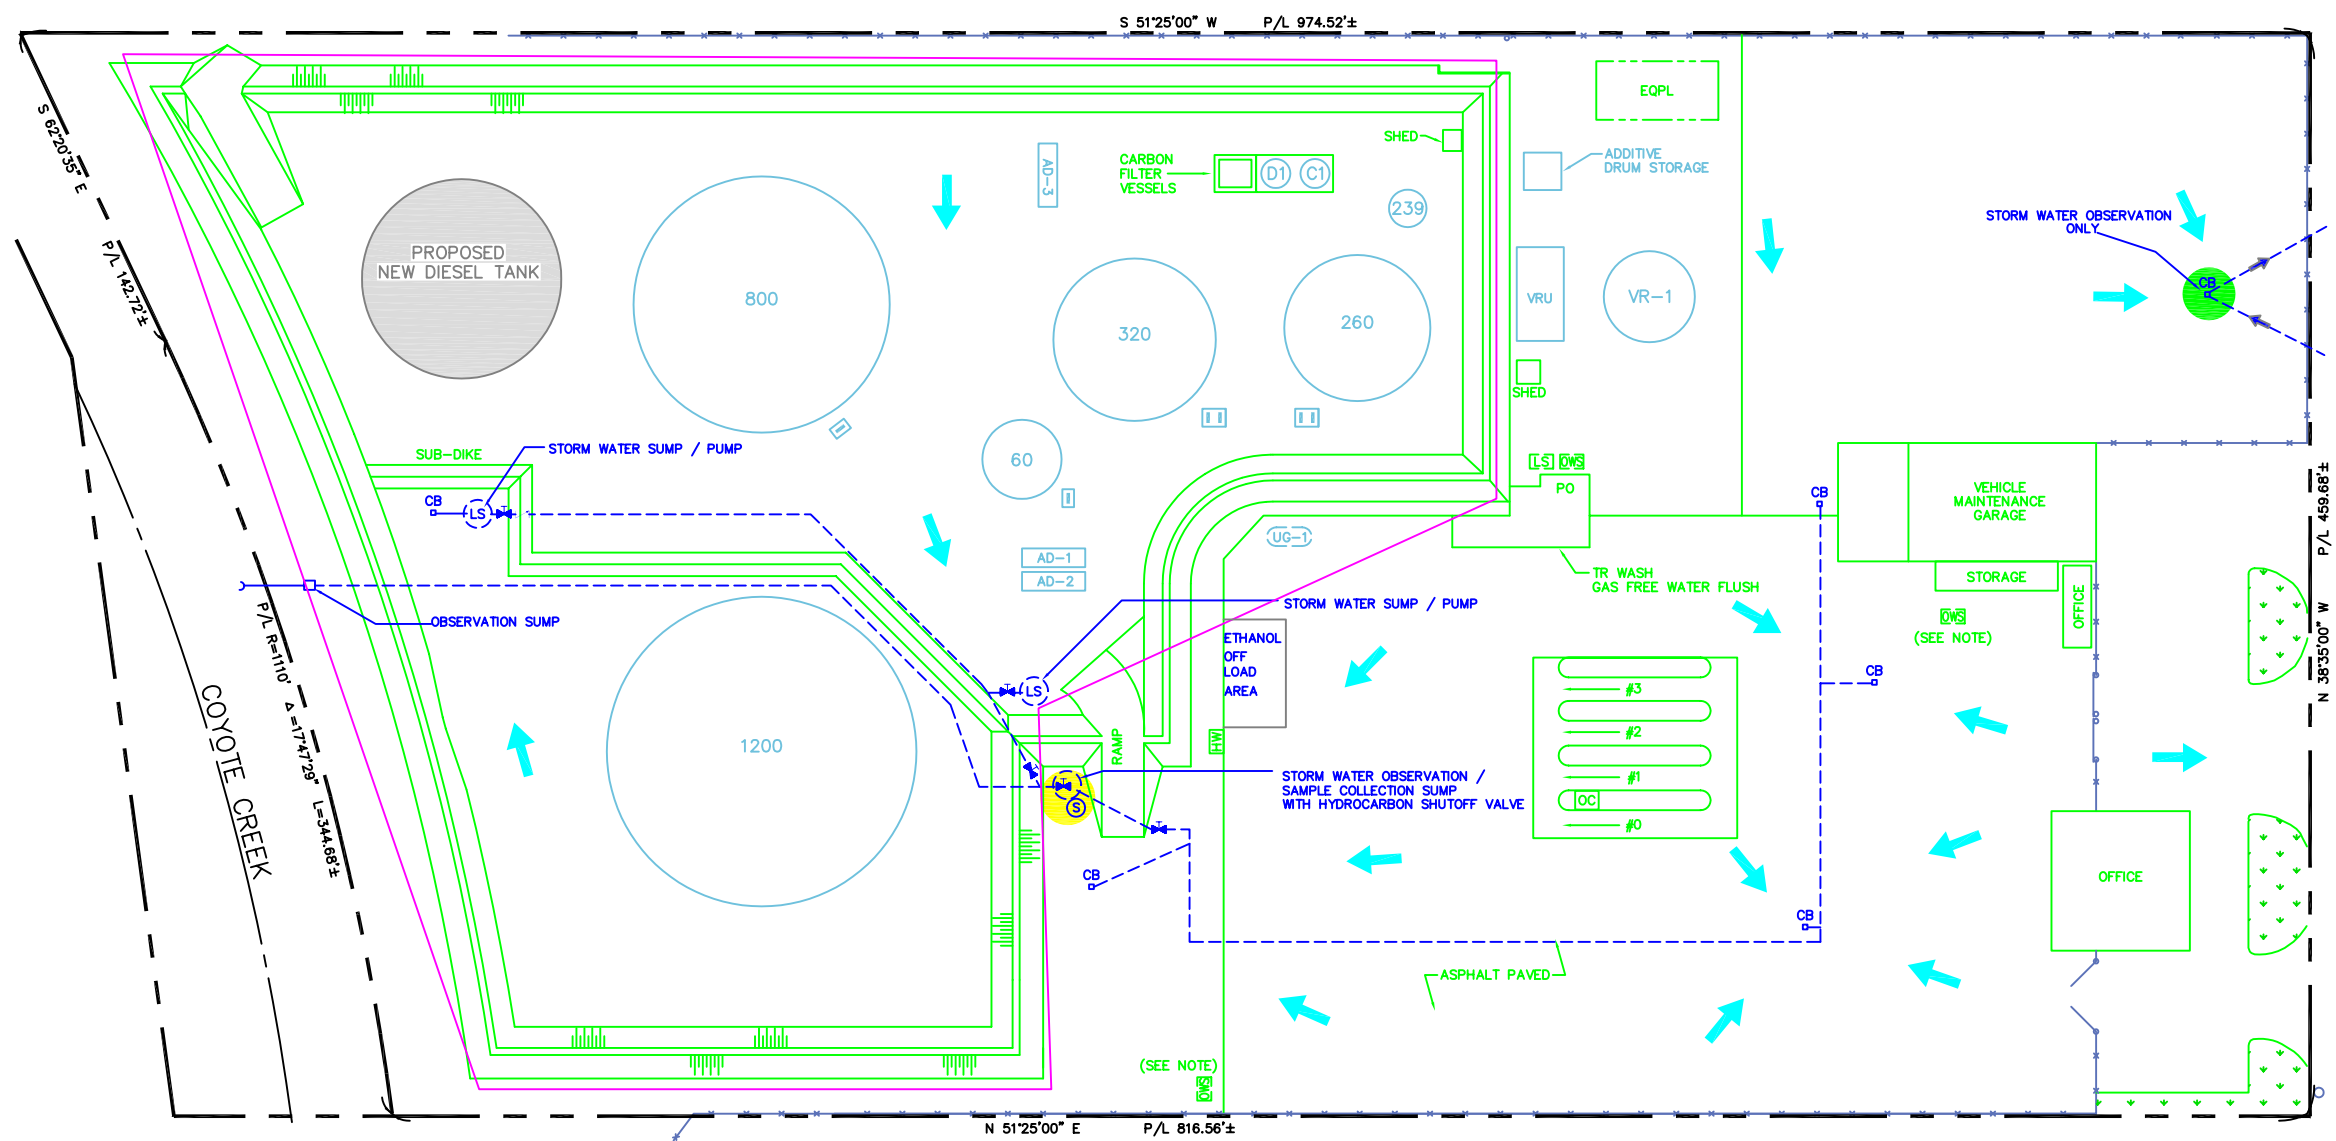 S 51°25'00" W P/L 974.52'±
S 62°20'35" E
P/L 142.72'±
EQPL
SHED
CARBON
FILTER
VESSELS
AD-3
D1
C1
239
ADDITIVE
DRUM STORAGE
STORM WATER OBSERVATION
ONLY
CB
PROPOSED
NEW DIESEL TANK
800
320
260
VRU
VR-1
SHED
SUB-DIKE
STORM WATER SUMP / PUMP
CB
LS
T
60
LS
OWS
PO
CB
VEHICLE
MAINTENANCE
GARAGE
P/L 459.68'±
N 38°35'00" W
UG-1
AD-1
AD-2
TR WASH
GAS FREE WATER FLUSH
STORAGE
OFFICE
OWS
(SEE NOTE)
P/L R=1110' Δ=17°47'29" L=344.68'±
OBSERVATION SUMP
STORM WATER SUMP / PUMP
ETHANOL
OFF
LOAD
AREA
LS
T
CB
#3
#2
#1
OC
#0
COYOTE CREEK
1200
RAMP
HW
T
T
S
STORM WATER OBSERVATION /
SAMPLE COLLECTION SUMP
WITH HYDROCARBON SHUTOFF VALVE
T
CB
CB
OFFICE
ASPHALT PAVED
(SEE NOTE)
OWS
N 51°25'00" E P/L 816.56'±